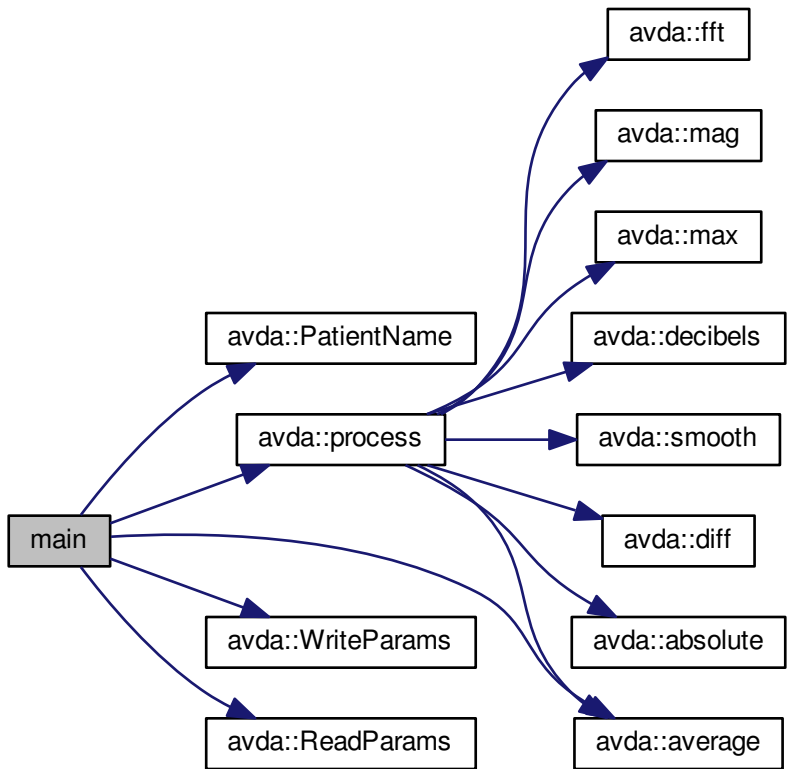 avda::fft
avda::mag
avda::max
avda::PatientName
avda::decibels
avda::process
avda::smooth
main
avda::diff
avda::WriteParams
avda::absolute
avda::ReadParams
avda::average